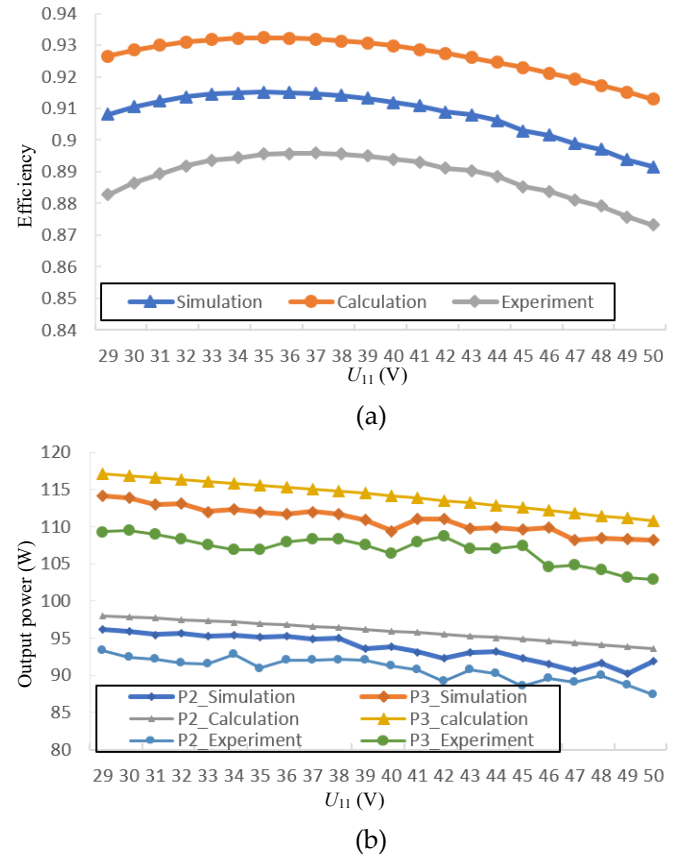 0.94
0.93
0.92
0.91
0.9
0.89
0.88
0.87
0.86
0.85
0.84
Efficiency
Simulation Calculation Experiment
29 30 31 32 33 34 35 36 37 38 39 40 41 42 43 44 45 46 47 48 49 50
U11 (V)
(a)
120
115
110
105
100
95
90
85
80
Output power (W)
P2_Simulation P3_Simulation
P2_Calculation P3_calculation
P2_Experiment P3_Experiment
29 30 31 32 33 34 35 36 37 38 39 40 41 42 43 44 45 46 47 48 49 50
U11 (V)
(b)